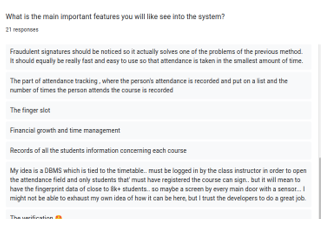 What is the main important features you will like see into the system?
21 responses
Fraudulent signatures should be noticed so it actually solves one of the problems of the previous method.
It should equally be really fast and easy to use so that attendance is taken in the smallest amount of time.
The part of attendance tracking , where the person's attendance is recorded and put on a list and the
number of times the person attends the course is recorded
The finger slot
Financial growth and time management
Records of all the students information concerning each course
My idea is a DBMS which is tied to the timetable.. must be logged in by the class instructor in order to open
the attendance field and only students that' must have registered the course can sign.. but it will mean to
have the fingerprint data of close to 8k+ students.. so maybe a screen by every main door with a sensor... I
might not be able to exhaust my own idea of how it can be here, but I trust the developers to do a great job.
The verification